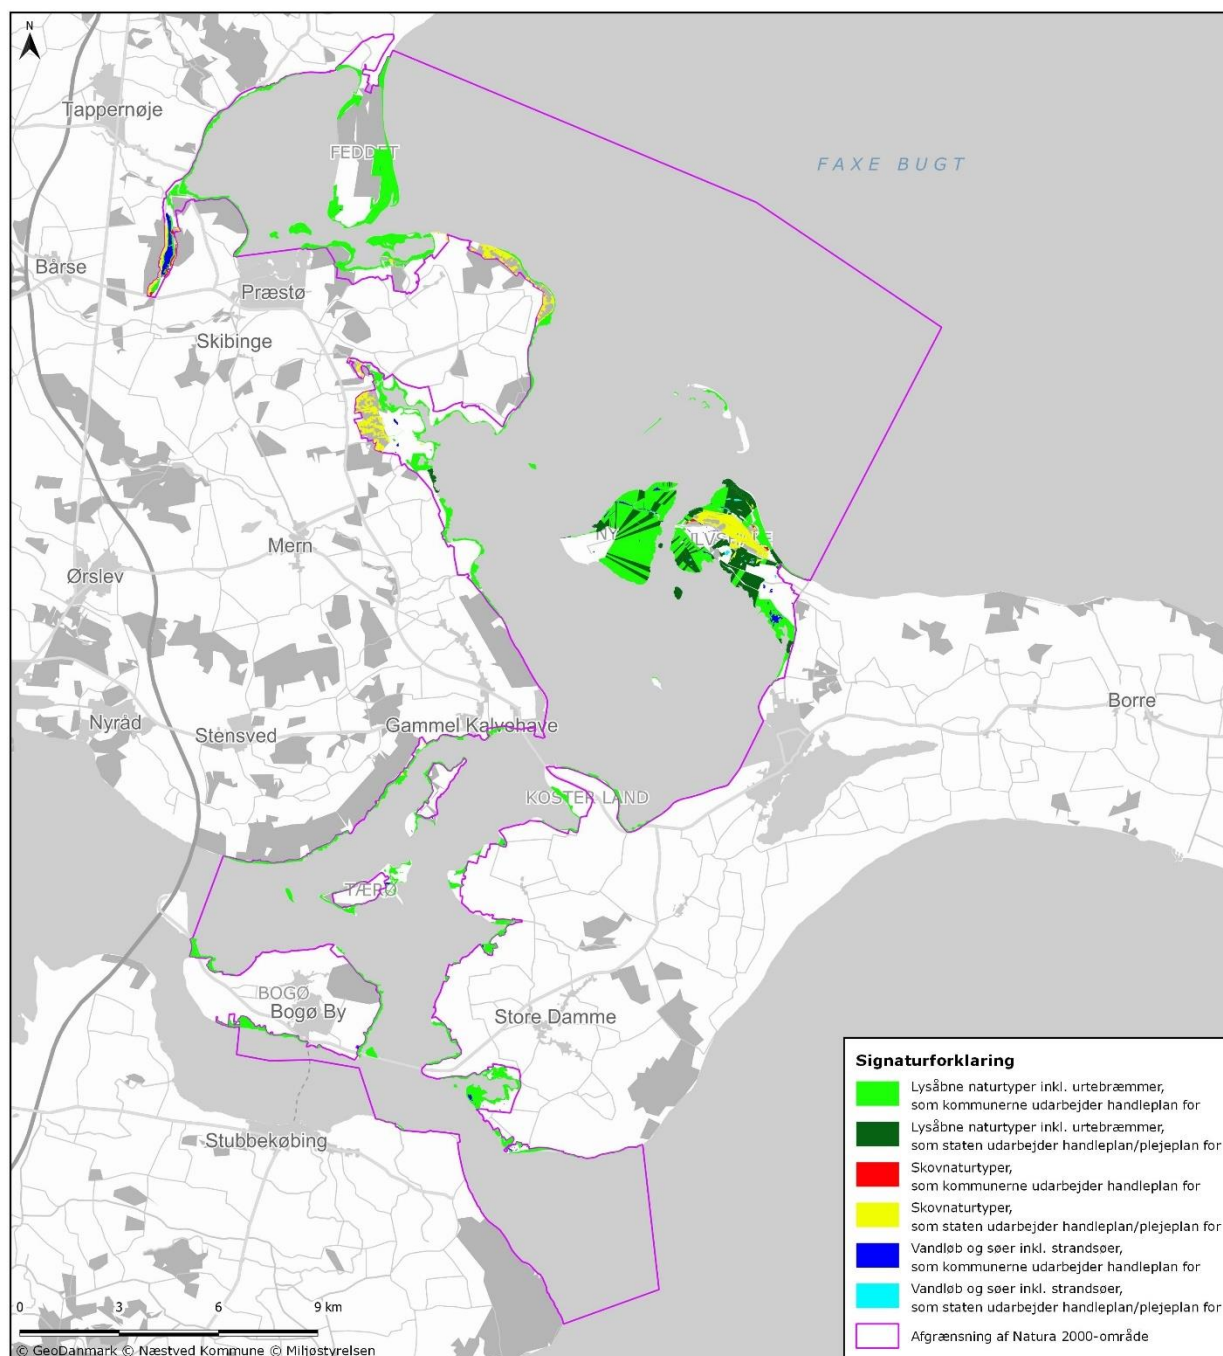 N
Tappernøje
FEDDET
FAXE BUGT
Bårse
Præstø
Skibinge
Mern
Ørslev
Nyråd
Stensved
Gammel Kalvehave
Borre
KOSTER LAND
TÆRØ
BOGØ
Bogø By
Store Damme
Stubbekøbing
Signaturforklaring
Lysåbne naturtyper inkl. urtebræmmer,
som kommunerne udarbejder handleplan for
Lysåbne naturtyper inkl. urtebræmmer,
som staten udarbejder handleplan/plejeplan for
Skovnaturtyper,
som kommunerne udarbejder handleplan for
Skovnaturtyper,
som staten udarbejder handleplan/plejeplan for
Vandløb og søer inkl. strandsøer,
som kommunerne udarbejder handleplan for
Vandløb og søer inkl. strandsøer,
som staten udarbejder handleplan/plejeplan for
Afgrænsning af Natura 2000-område
0 3 6 9 km
© GeoDanmark © Næstved Kommune © Miljøstyrelsen